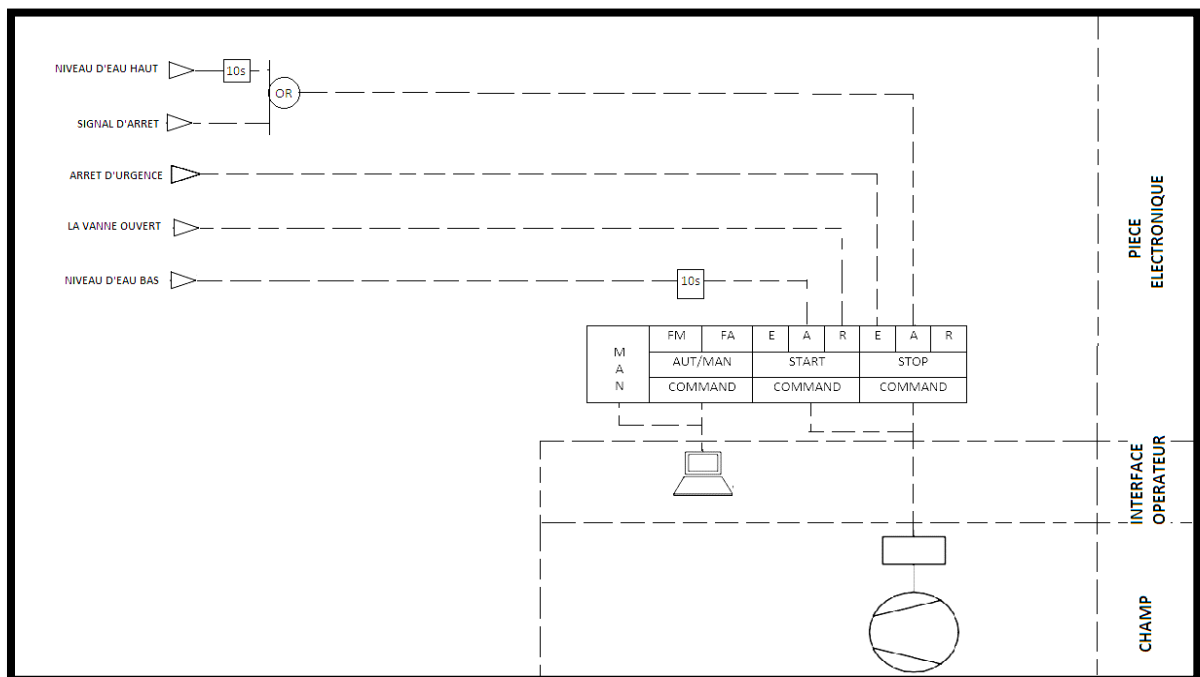 NIVEAU D'EAU HAUT
10s
OR
SIGNAL D'ARRET
ARRET D'URGENCE
LA VANNE OUVERT
NIVEAU D'EAU BAS
10s
MAN
FM FA E A R E A R
AUT/MAN START STOP
COMMAND COMMAND COMMAND
PIECE
ELECTRONIQUE
INTERFACE
OPERATEUR
CHAMP